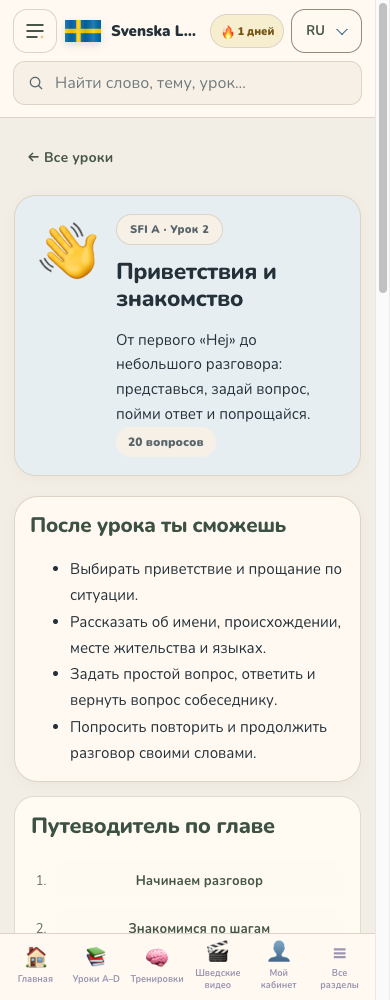 Svenska L...
🔥 1 дней
RU
Найти слово, тему, урок...
← Все уроки
SFI A · Урок 2
Приветствия и
знакомство
От первого «Hej» до
небольшого разговора:
представься, задай вопрос,
пойми ответ и попрощайся.
20 вопросов
После урока ты сможешь
• Выбирать приветствие и прощание по
ситуации.
• Рассказать об имени, происхождении,
месте жительства и языках.
• Задать простой вопрос, ответить и
вернуть вопрос собеседнику.
• Попросить повторить и продолжить
разговор своими словами.
Путеводитель по главе
1. Начинаем разговор
2. Знакомимся по шагам
Главная
Уроки A–D
Тренировки
Шведские
видео
Мой
кабинет
Все
разделы